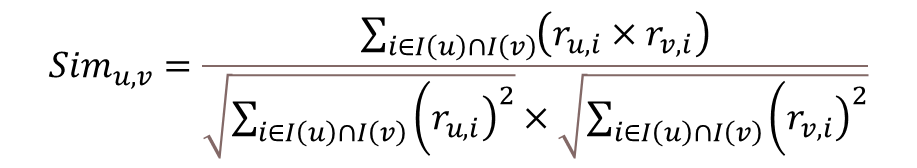 $Sim_{u,v} = \frac{\sum_{i \in I(u) \cap I(v)} (r_{u,i} \times r_{v,i})}{\sqrt{\sum_{i \in I(u) \cap I(v)} (r_{u,i})^2} \times \sqrt{\sum_{i \in I(u) \cap I(v)} (r_{v,i})^2}}$